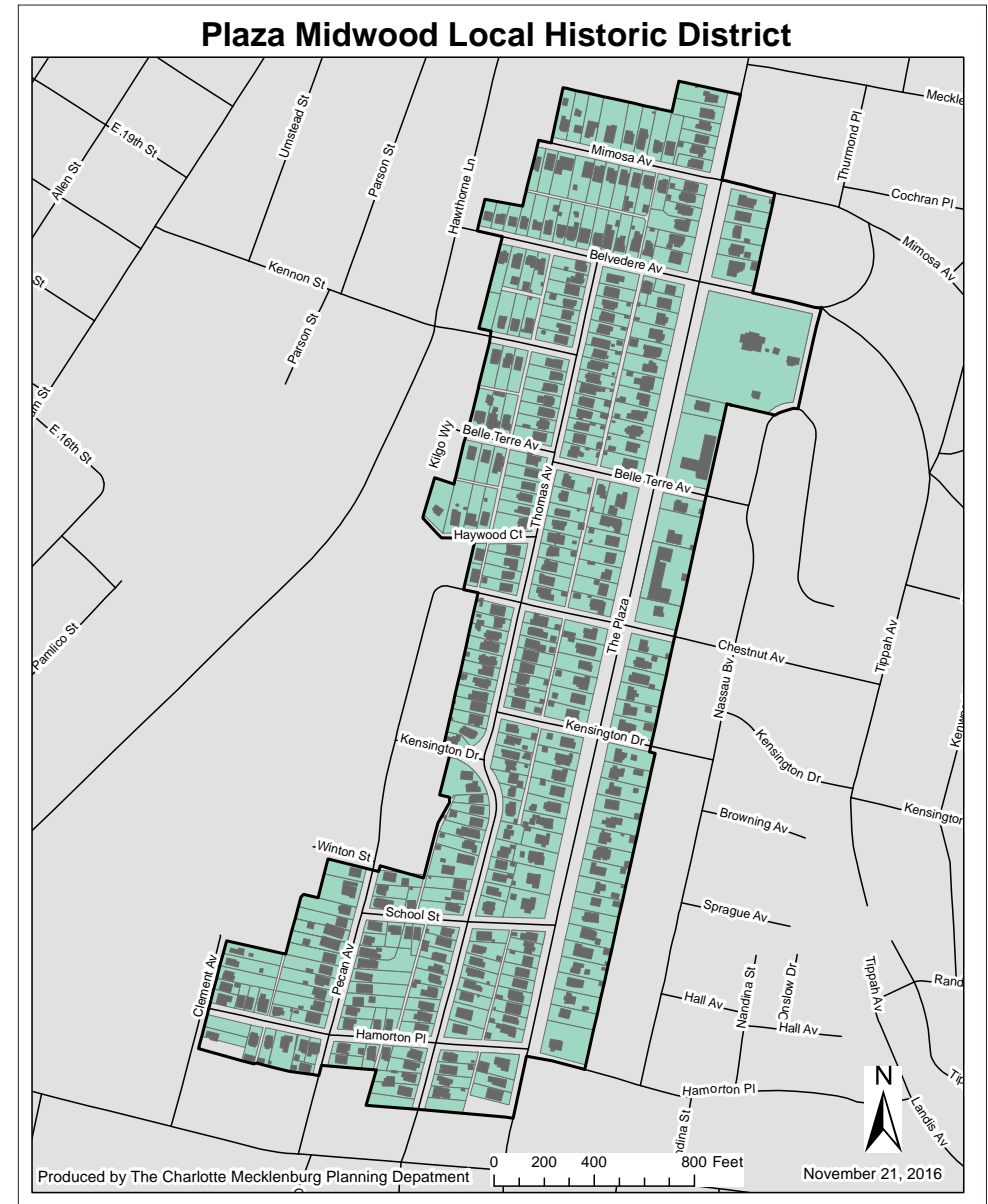 Plaza Midwood Local Historic District
Meckle
Umstead St
Thurmond Pl
E 19th St
Parson St
Mimosa Av
Allen St
Hawthorne Ln
Cochran Pl
Mimosa Av
Belvedere Av
Kennon St
St
Parson St
E 16th St
Kilgo Wy
Belle Terre Av
Belle Terre Av
Thomas Av
Haywood Ct
The Plaza
Pamlico St
Chestnut Av
Tippah Av
Nassau Bv
Kensington Dr
Kensington Dr
Kensington Dr
Kensington
Browning Av
Winton St
Sprague Av
School St
Pecan Av
Clement Av
Tippah Av
Nandina St
Onslow Dr
Rand
Hall Av
Hall Av
Hamorton Pl
Hamorton Pl
Tip
N
Landis Av
ndina St
0 200 400 800 Feet
Produced by The Charlotte Mecklenburg Planning Depatment
November 21, 2016